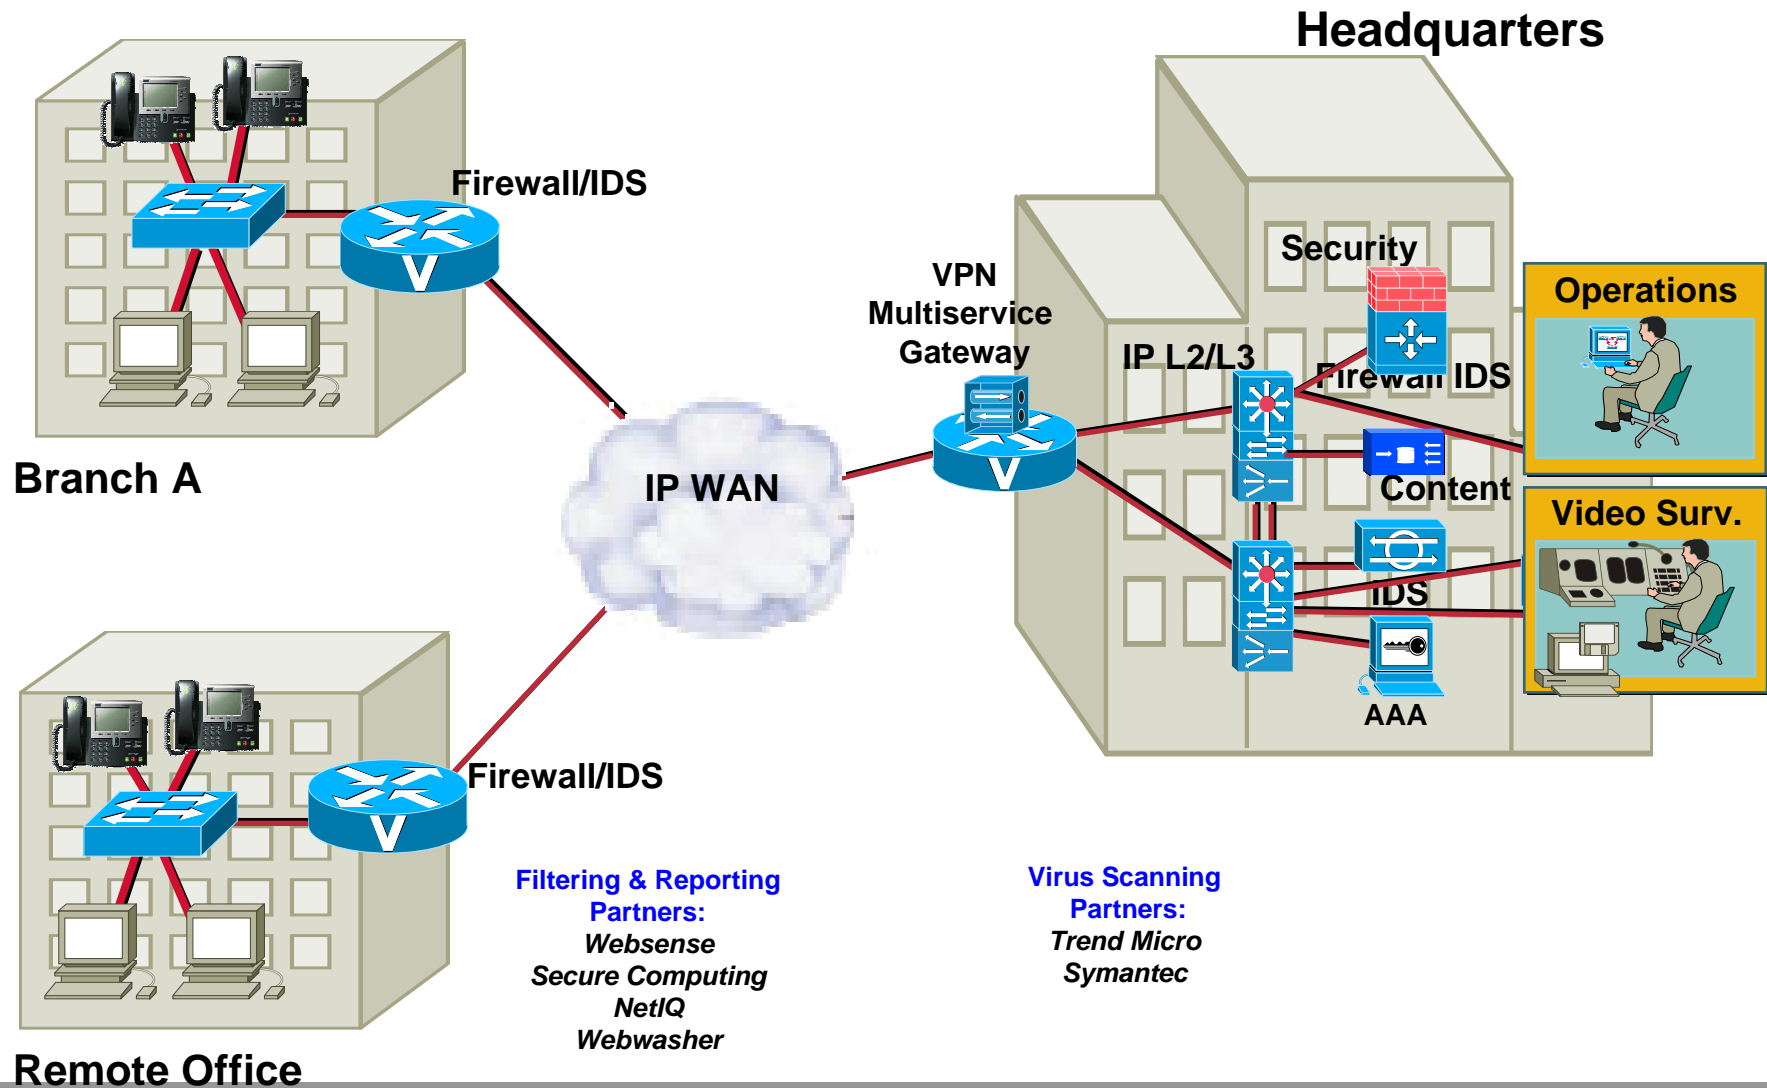 Headquarters
Firewall/IDS
V
Branch A
IP WAN
VPN
Multiservice
Gateway
V
IP L2/L3
Security
Firewall IDS
Content
IDS
AAA
Operations
Video Surv.
Firewall/IDS
V
Remote Office
Filtering & Reporting
Partners:
Websense
Secure Computing
NetIQ
Webwasher
Virus Scanning
Partners:
Trend Micro
Symantec